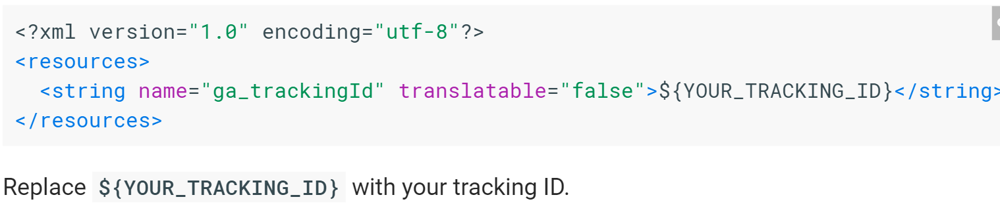 <?xml version="1.0" encoding="utf-8"?>
<resources>
  <string name="ga_trackingId" translatable="false">${YOUR_TRACKING_ID}</string>
</resources>
Replace ${YOUR_TRACKING_ID} with your tracking ID.